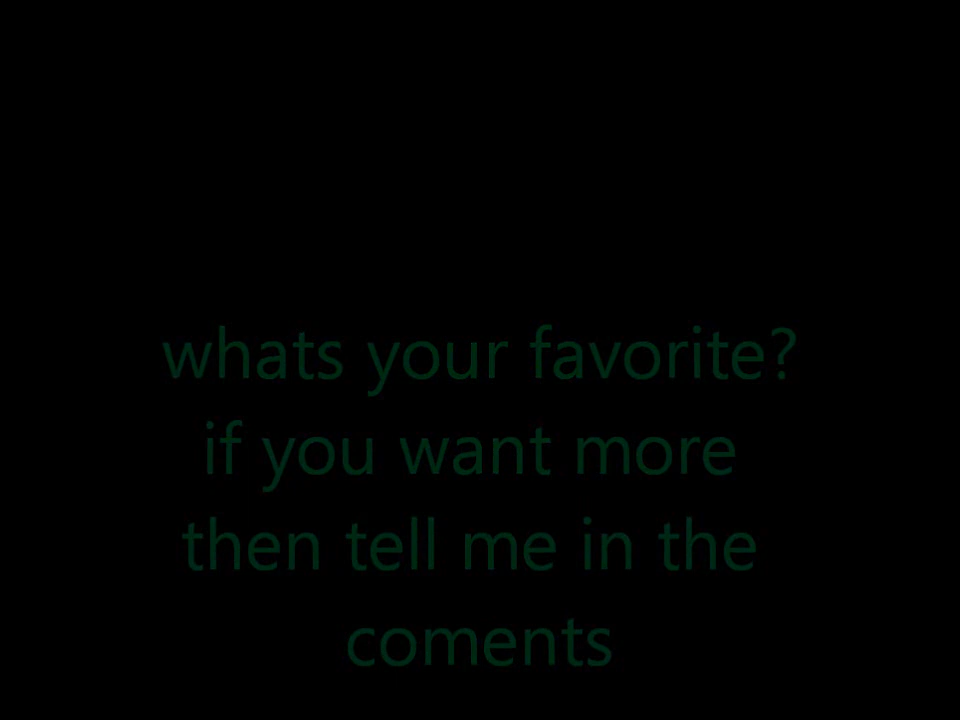 whats your favorite?
if you want more
then tell me in the
coments